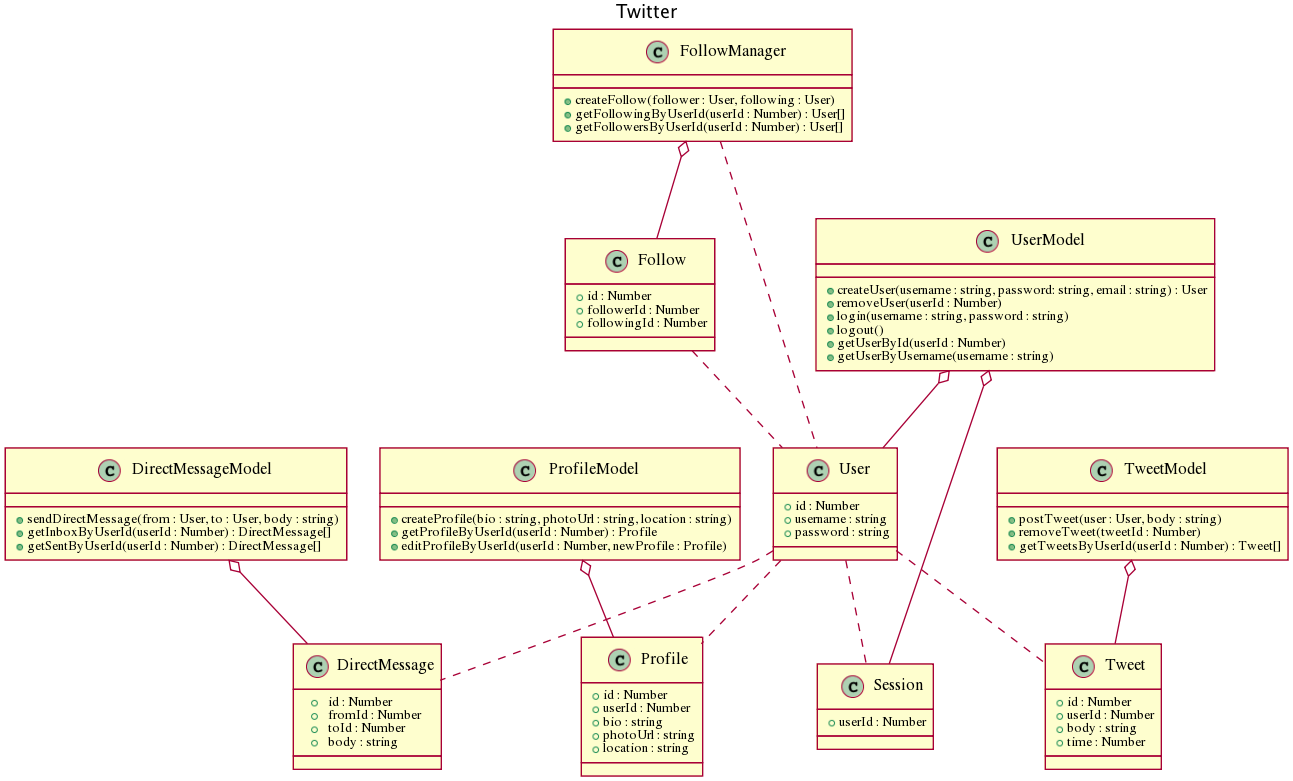 Twitter
C FollowManager
createFollow(follower : User, following : User)
getFollowingByUserId(userId : Number) : User[]
getFollowersByUserId(userId : Number) : User[]
C Follow
id : Number
followerId : Number
followingId : Number
C UserModel
createUser(username : string, password: string, email : string) : User
removeUser(userId : Number)
login(username : string, password : string)
logout()
getUserById(userId : Number)
getUserByUsername(username : string)
C DirectMessageModel
sendDirectMessage(from : User, to : User, body : string)
getInboxByUserId(userId : Number) : DirectMessage[]
getSentByUserId(userId : Number) : DirectMessage[]
C ProfileModel
createProfile(bio : string, photoUrl : string, location : string)
getProfileByUserId(userId : Number) : Profile
editProfileByUserId(userId : Number, newProfile : Profile)
C User
id : Number
username : string
password : string
C TweetModel
postTweet(user : User, body : string)
removeTweet(tweetId : Number)
getTweetsByUserId(userId : Number) : Tweet[]
C DirectMessage
id : Number
fromId : Number
toId : Number
body : string
C Profile
id : Number
userId : Number
bio : string
photoUrl : string
location : string
C Session
userId : Number
C Tweet
id : Number
userId : Number
body : string
time : Number